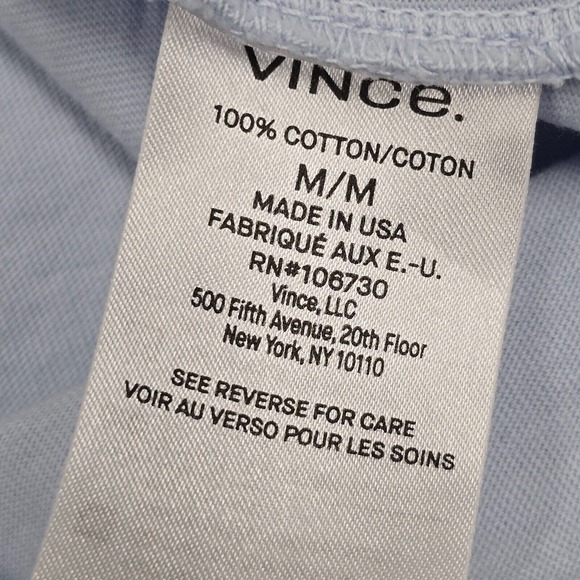 VINCe.
100% COTTON/COTON
M/M
MADE IN USA
FABRIQUÉ AUX E.-U.
RN#106730
Vince, LLC
500 Fifth Avenue, 20th Floor
New York, NY 10110
SEE REVERSE FOR CARE
VOIR AU VERSO POUR LES SOINS